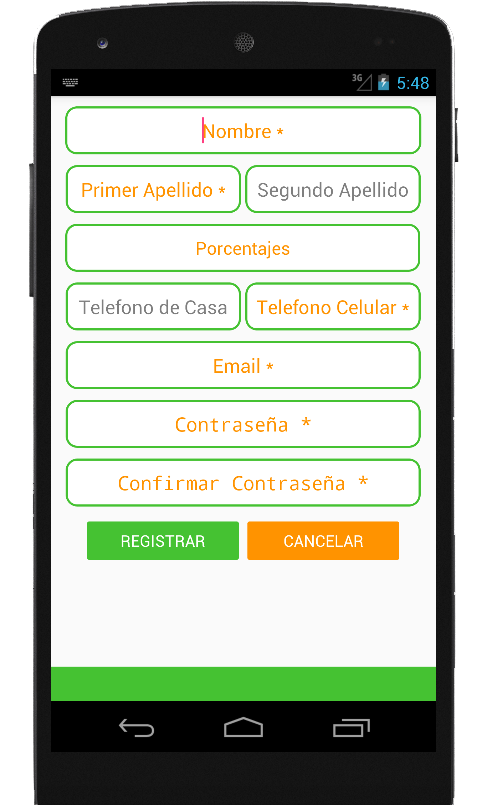 3G 5:48
Nombre *
Primer Apellido * Segundo Apellido
Porcentajes
Telefono de Casa Telefono Celular *
Email *
Contraseña *
Confirmar Contraseña *
REGISTRAR CANCELAR